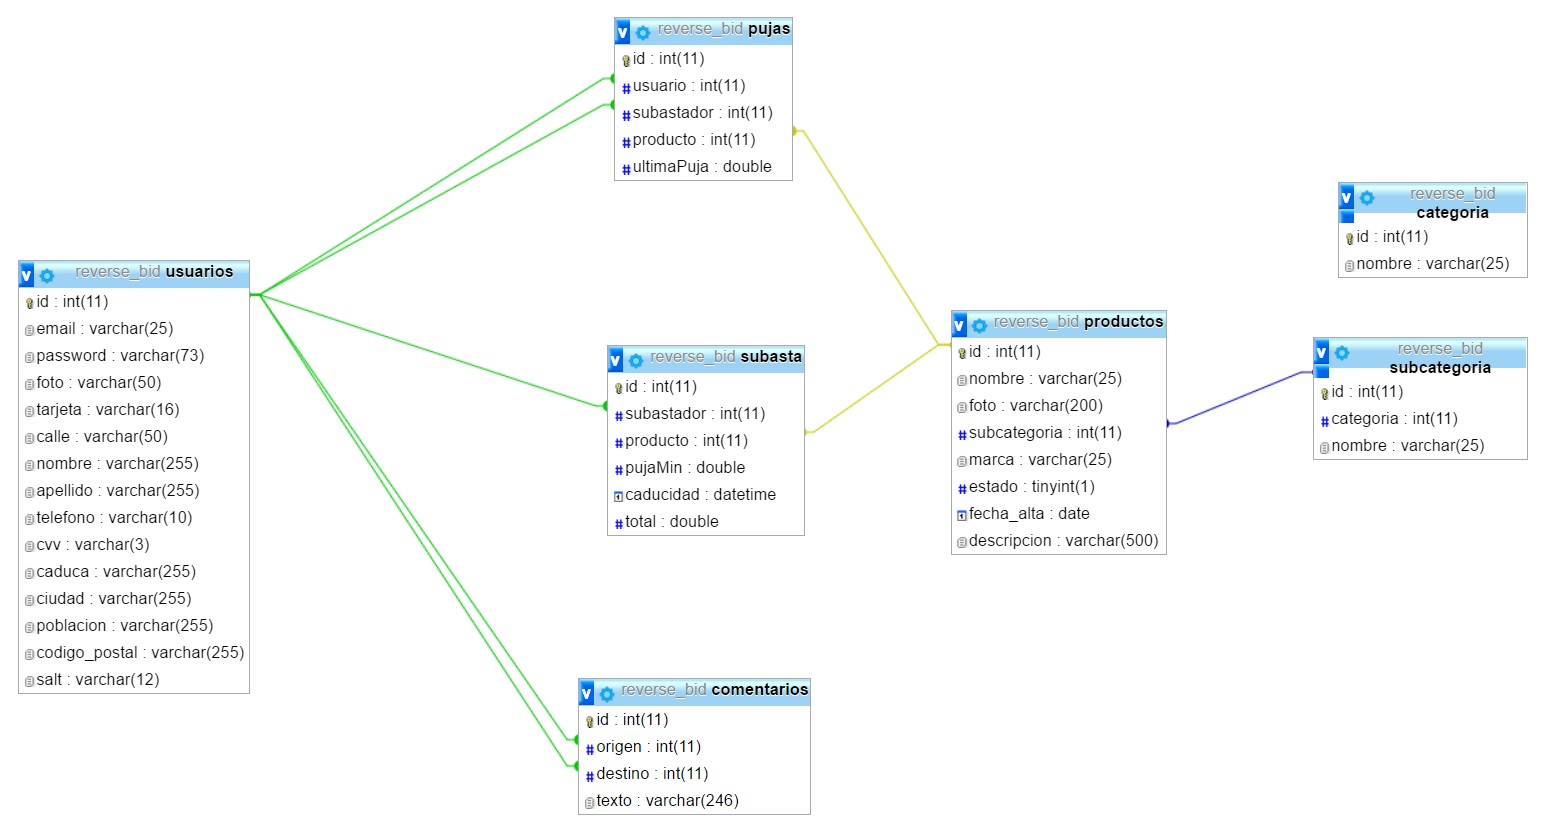 reverse_bid pujas
id : int(11)
usuario : int(11)
subastador : int(11)
producto : int(11)
ultimaPuja : double
reverse_bid
categoria
id : int(11)
nombre : varchar(25)
reverse_bid usuarios
id : int(11)
email : varchar(25)
password : varchar(73)
foto : varchar(50)
tarjeta : varchar(16)
calle : varchar(50)
nombre : varchar(255)
apellido : varchar(255)
telefono : varchar(10)
cvv : varchar(3)
caduca : varchar(255)
ciudad : varchar(255)
poblacion : varchar(255)
codigo_postal : varchar(255)
salt : varchar(12)
reverse_bid subasta
id : int(11)
subastador : int(11)
producto : int(11)
pujaMin : double
caducidad : datetime
total : double
reverse_bid productos
id : int(11)
nombre : varchar(25)
foto : varchar(200)
subcategoria : int(11)
marca : varchar(25)
estado : tinyint(1)
fecha_alta : date
descripcion : varchar(500)
reverse_bid
subcategoria
id : int(11)
categoria : int(11)
nombre : varchar(25)
reverse_bid comentarios
id : int(11)
origen : int(11)
destino : int(11)
texto : varchar(246)